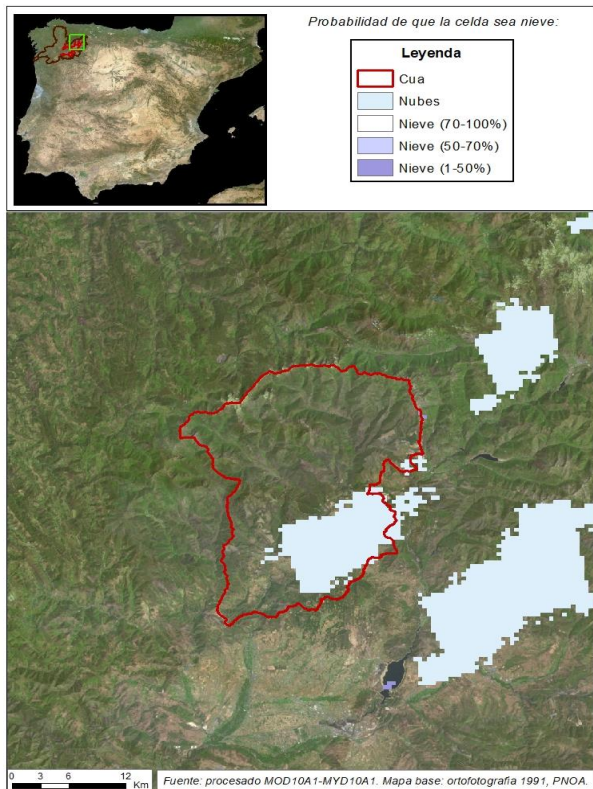 Probabilidad de que la celda sea nieve:
Leyenda
Cua
Nubes
Nieve (70-100%)
Nieve (50-70%)
Nieve (1-50%)
0 3 6 12
Km
Fuente: procesado MOD10A1-MYD10A1. Mapa base: ortofotografia 1991, PNOA.